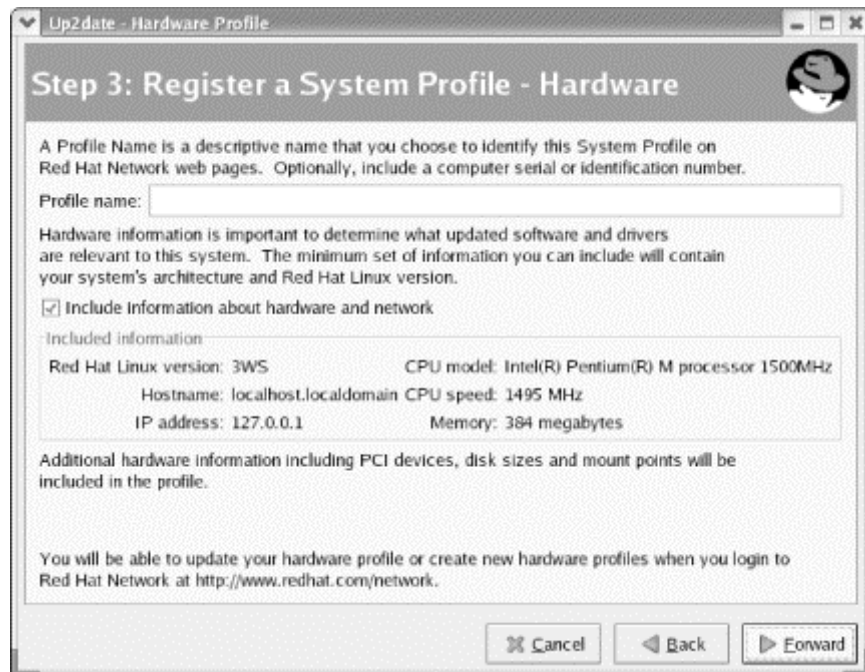 Up2date - Hardware Profile
Step 3: Register a System Profile - Hardware
A Profile Name is a descriptive name that you choose to identify this System Profile on
Red Hat Network web pages. Optionally, include a computer serial or identification number.
Profile name:
Hardware information is important to determine what updated software and drivers
are relevant to this system. The minimum set of information you can include will contain
your system's architecture and Red Hat Linux version.
Include information about hardware and network
Included information
Red Hat Linux version: 3WS CPU model: Intel(R) Pentium(R) M processor 1500MHz
Hostname: localhost.localdomain CPU speed: 1495 MHz
IP address: 127.0.0.1 Memory: 384 megabytes
Additional hardware information including PCI devices, disk sizes and mount points will be
included in the profile.
You will be able to update your hardware profile or create new hardware profiles when you login to
Red Hat Network at http://www.redhat.com/network.
Cancel Back Forward